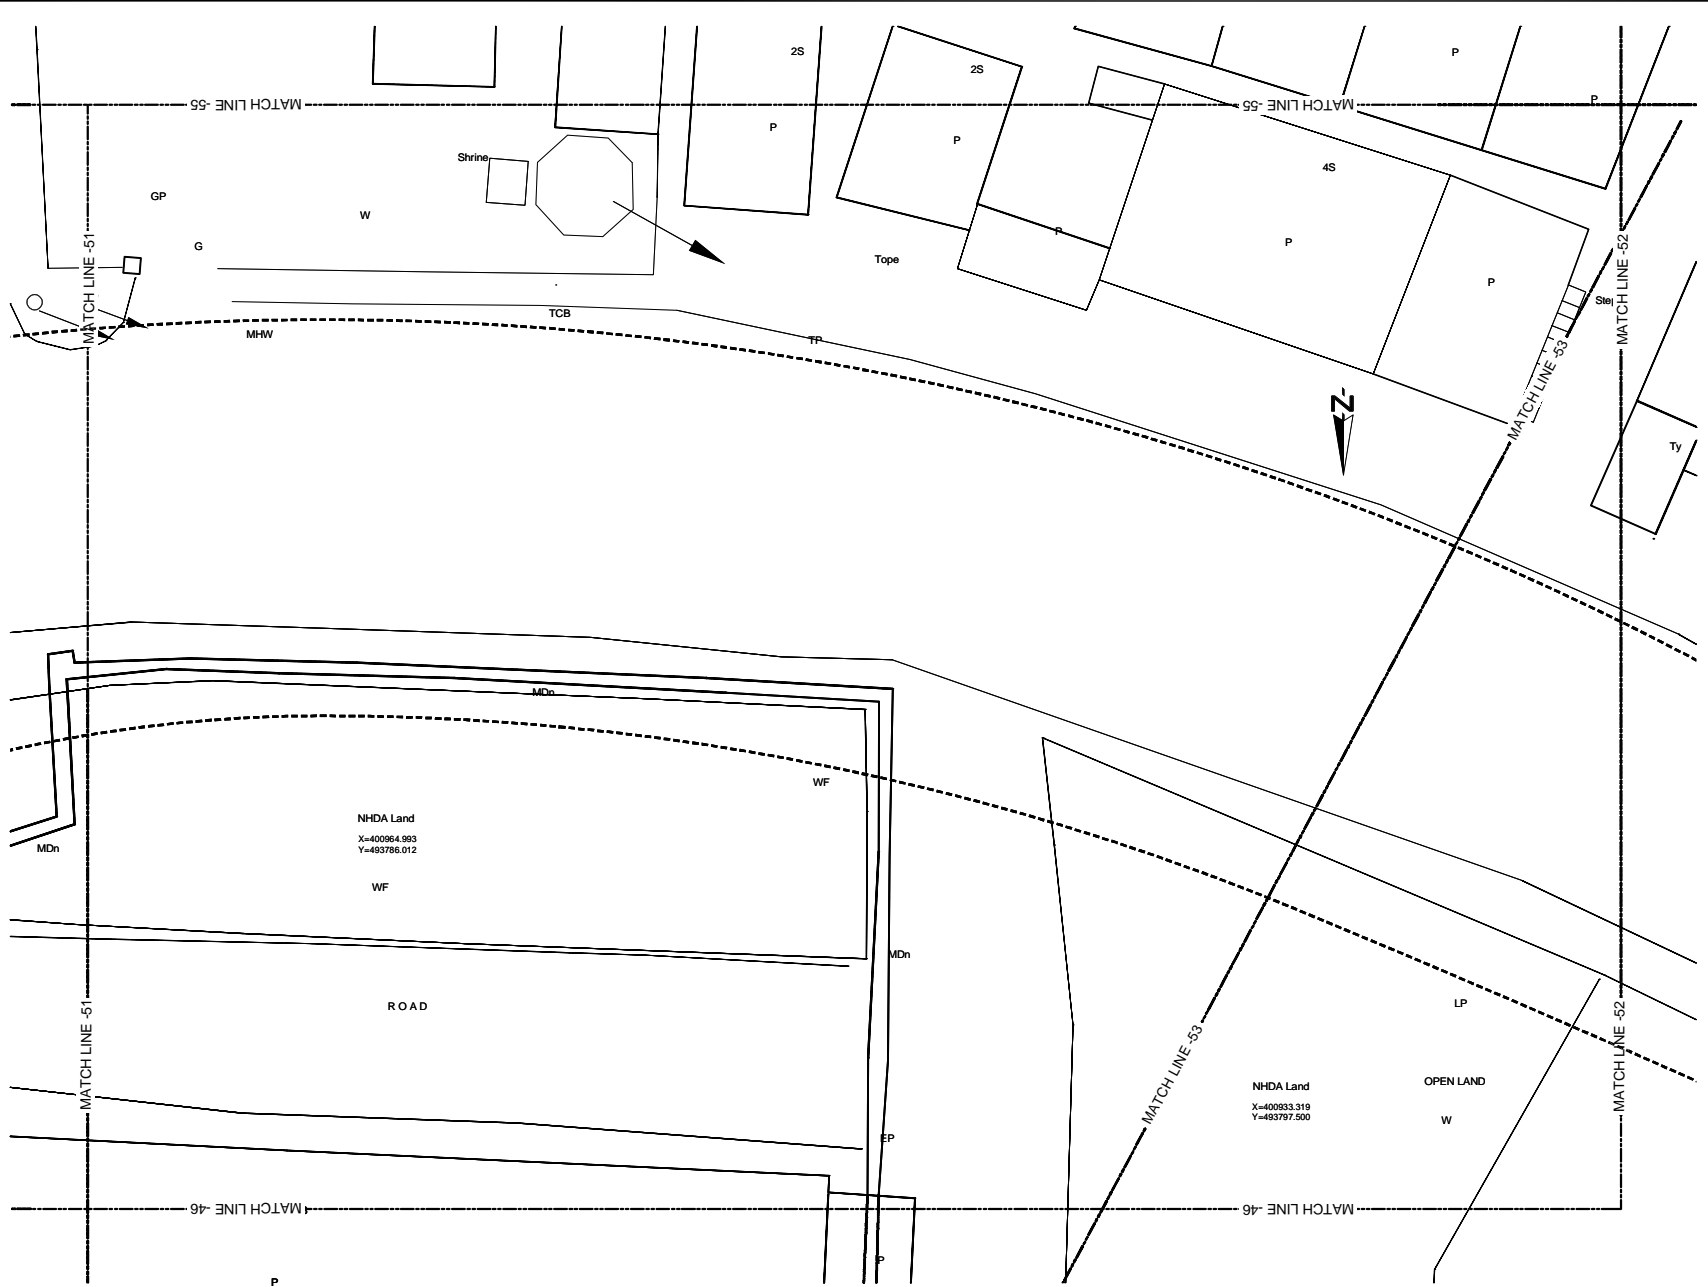 2S
2S
P
P
MATCH LINE -55
MATCH LINE -55
P
P
Shrine
4S
GP
W
G
P
P
Tope
P
MATCH LINE -51
MATCH LINE -52
TCB
MHW
TP
MATCH LINE -53
-Z-
Ty
MDn
WF
NHDA Land
X=400964.993
Y=493786.012
MDn
WF
MDn
ROAD
LP
MATCH LINE -51
MATCH LINE -53
MATCH LINE -52
NHDA Land
X=400933.319
Y=493797.500
OPEN LAND
W
EP
MATCH LINE -46
MATCH LINE -46
P
P